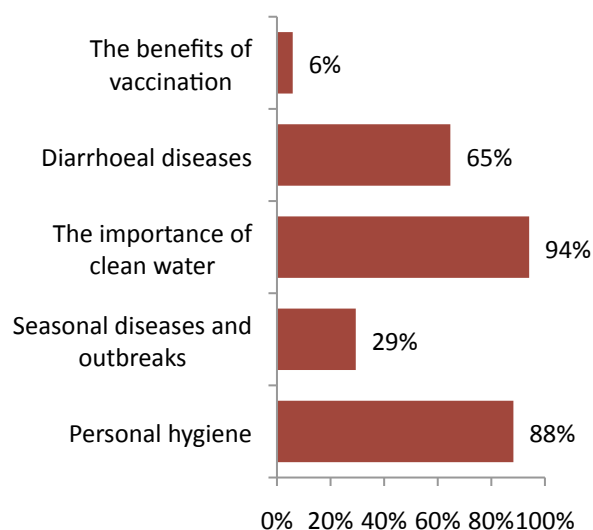 The benefits of
vaccination
6%
Diarrhoeal diseases
65%
The importance of
clean water
94%
Seasonal diseases and
outbreaks
29%
Personal hygiene
88%
0% 20% 40% 60% 80%100%